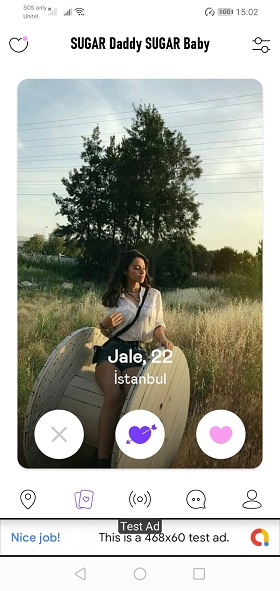 SOS only
Unitel
100
15:02
SUGAR Daddy SUGAR Baby
Jale, 22
İstanbul
Test Ad
Nice job!
This is a 468x60 test ad.